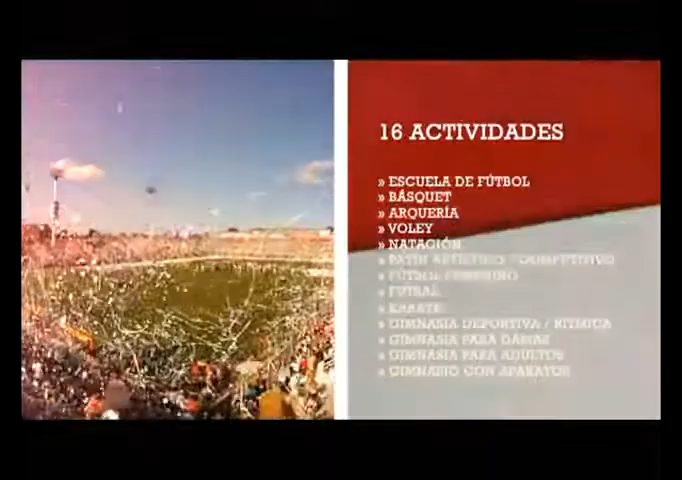 16 ACTIVIDADES
» ESCUELA DE FÚTBOL
» BÁSQUET
» ARQUERÍA
» VOLEY
» NATACIÓN
» PATÍN ARTÍSTICO / COMPETITIVO
» FÚTBOL FEMENINO
» FUTSAL
» KARATE
» GIMNASIA DEPORTIVA / RITMICA
» GIMNASIA PARA DAMAS
» GIMNASIA PARA ADULTOS
» GIMNASIO CON APARATOS